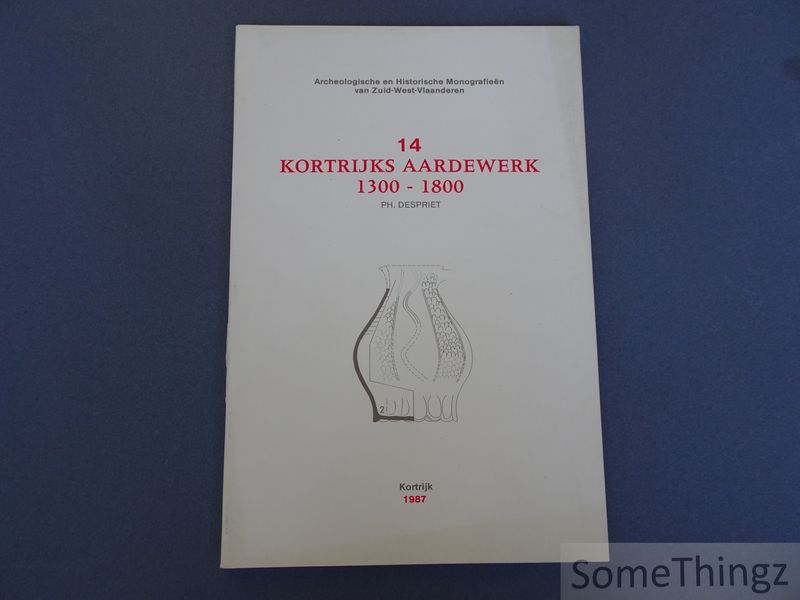 Archeologische en Historische Monografieën
van Zuid-West-Vlaanderen
14
KORTRIJKS AARDEWERK
1300 - 1800
PH. DESPRIET
2
Kortrijk
1987
SomeThingz